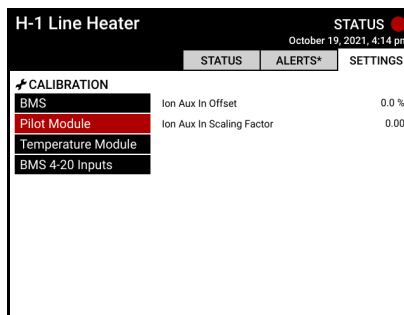 H-1 Line Heater
STATUS
October 19, 2021, 4:14 pm
STATUS ALERTS* SETTINGS
CALIBRATION
BMS
Ion Aux In Offset 0.0 %
Pilot Module
Ion Aux In Scaling Factor 0.00
Temperature Module
BMS 4-20 Inputs